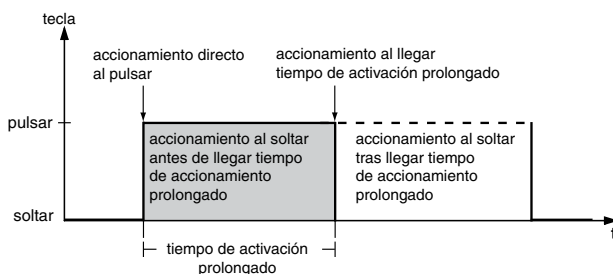 tecla
accionamiento directo
al pulsar
accionamiento al llegar
tiempo de activación prolongado
pulsar
accionamiento al soltar
antes de llegar tiempo
de accionamiento
prolongado
accionamiento al soltar
tras llegar tiempo
de accionamiento
prolongado
soltar
t
tiempo de activación
prolongado